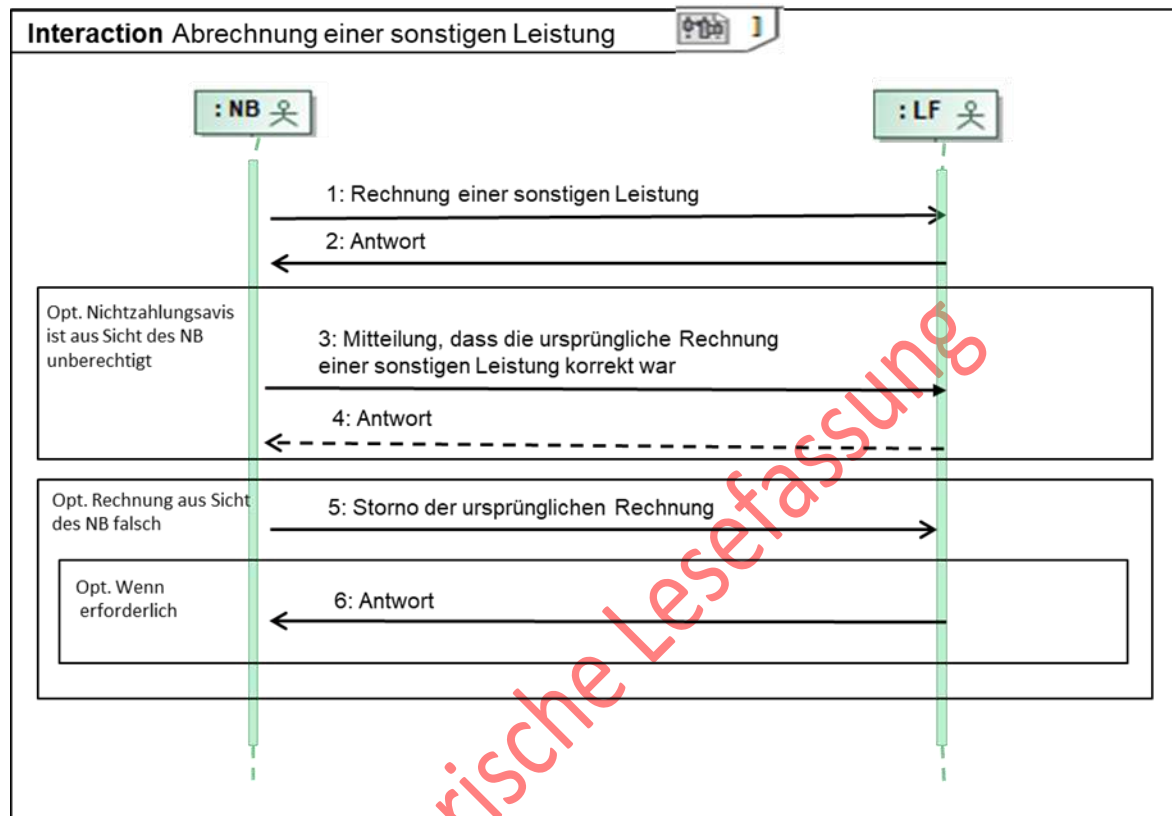 Interaction Abrechnung einer sonstigen Leistung
: NB
: LF
1: Rechnung einer sonstigen Leistung
2: Antwort
Opt. Nichtzahlungsavis
ist aus Sicht des NB
unberechtigt
3: Mitteilung, dass die ursprüngliche Rechnung
einer sonstigen Leistung korrekt war
4: Antwort
Opt. Rechnung aus Sicht
des NB falsch
5: Storno der ursprünglichen Rechnung
Opt. Wenn
erforderlich
6: Antwort
rische Lesefassung